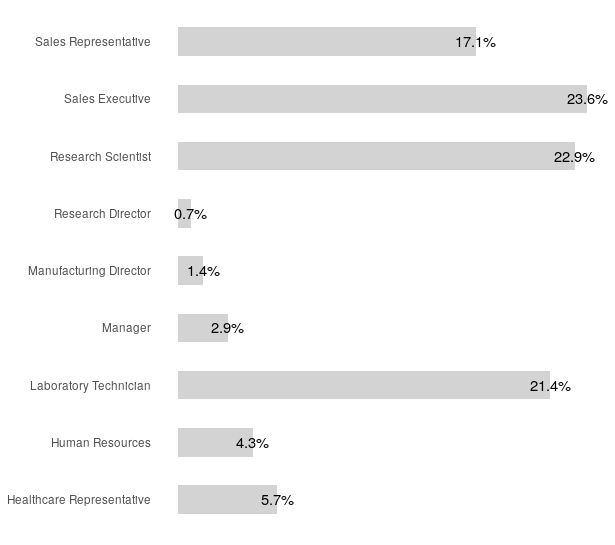 Sales Representative 17.1%
Sales Executive 23.6%
Research Scientist 22.9%
Research Director 0.7%
Manufacturing Director 1.4%
Manager 2.9%
Laboratory Technician 21.4%
Human Resources 4.3%
Healthcare Representative 5.7%